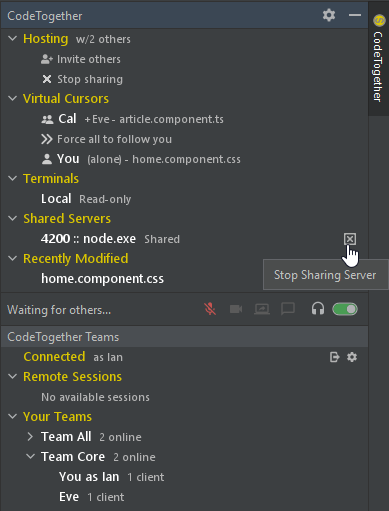 CodeTogether
CodeTogether
Hosting w/2 others
Invite others
Stop sharing
Virtual Cursors
Cal +Eve - article.component.ts
Force all to follow you
You (alone) - home.component.css
Terminals
Local Read-only
Shared Servers
4200 :: node.exe Shared
Recently Modified
Stop Sharing Server
home.component.css
Waiting for others...
CodeTogether Teams
Connected as Ian
Remote Sessions
No available sessions
Your Teams
Team All 2 online
Team Core 2 online
You as Ian 1 client
Eve 1 client